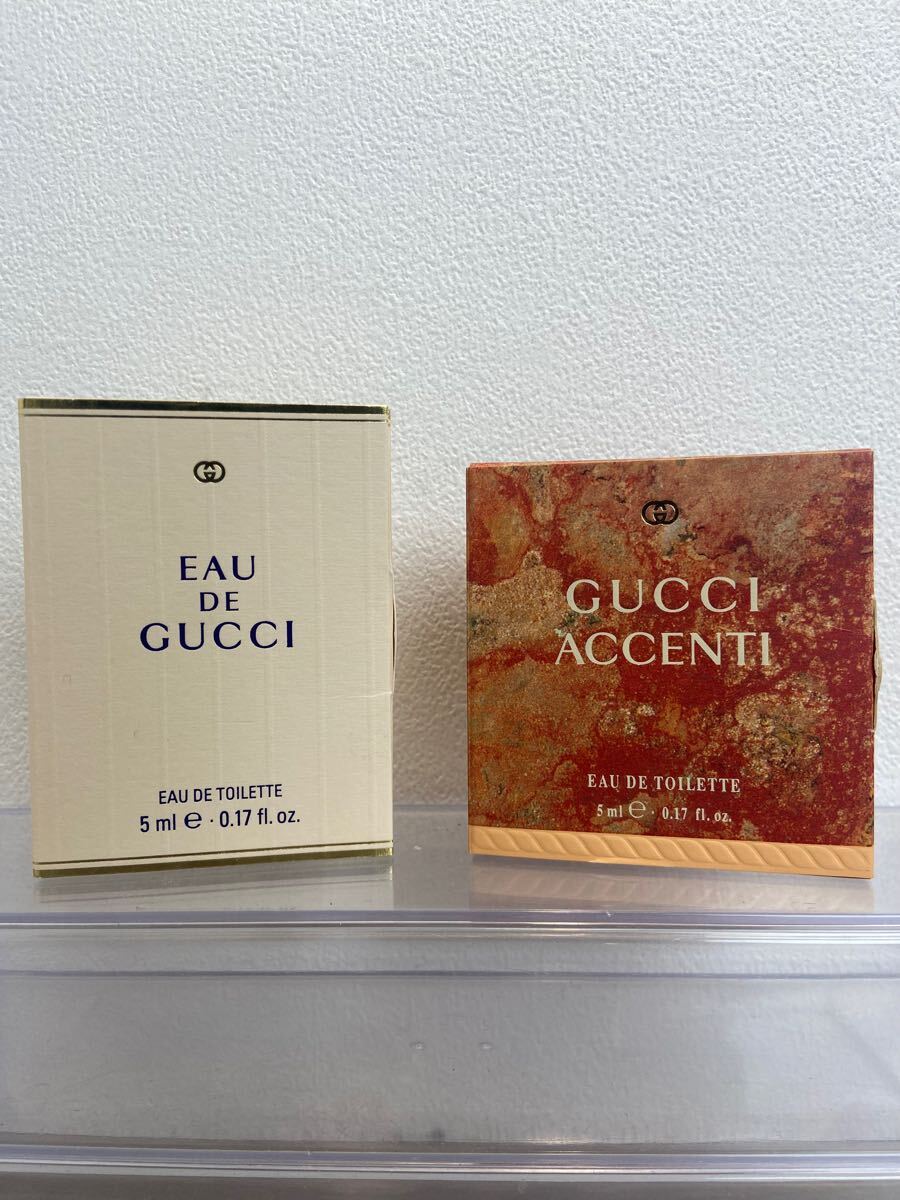 EAU
DE
GUCCI
EAU DE TOILETTE
5 ml e · 0.17 fl. oz.
GUCCI
ACCENTI
EAU DE TOILETTE
5 ml e · 0.17 fl. oz.